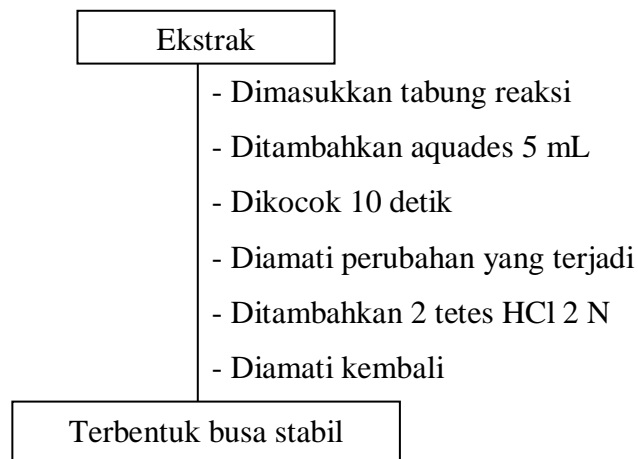 Ekstrak
- Dimasukkan tabung reaksi
- Ditambahkan aquades 5 mL
- Dikocok 10 detik
- Diamati perubahan yang terjadi
- Ditambahkan 2 tetes HCl 2 N
- Diamati kembali
Terbentuk busa stabil